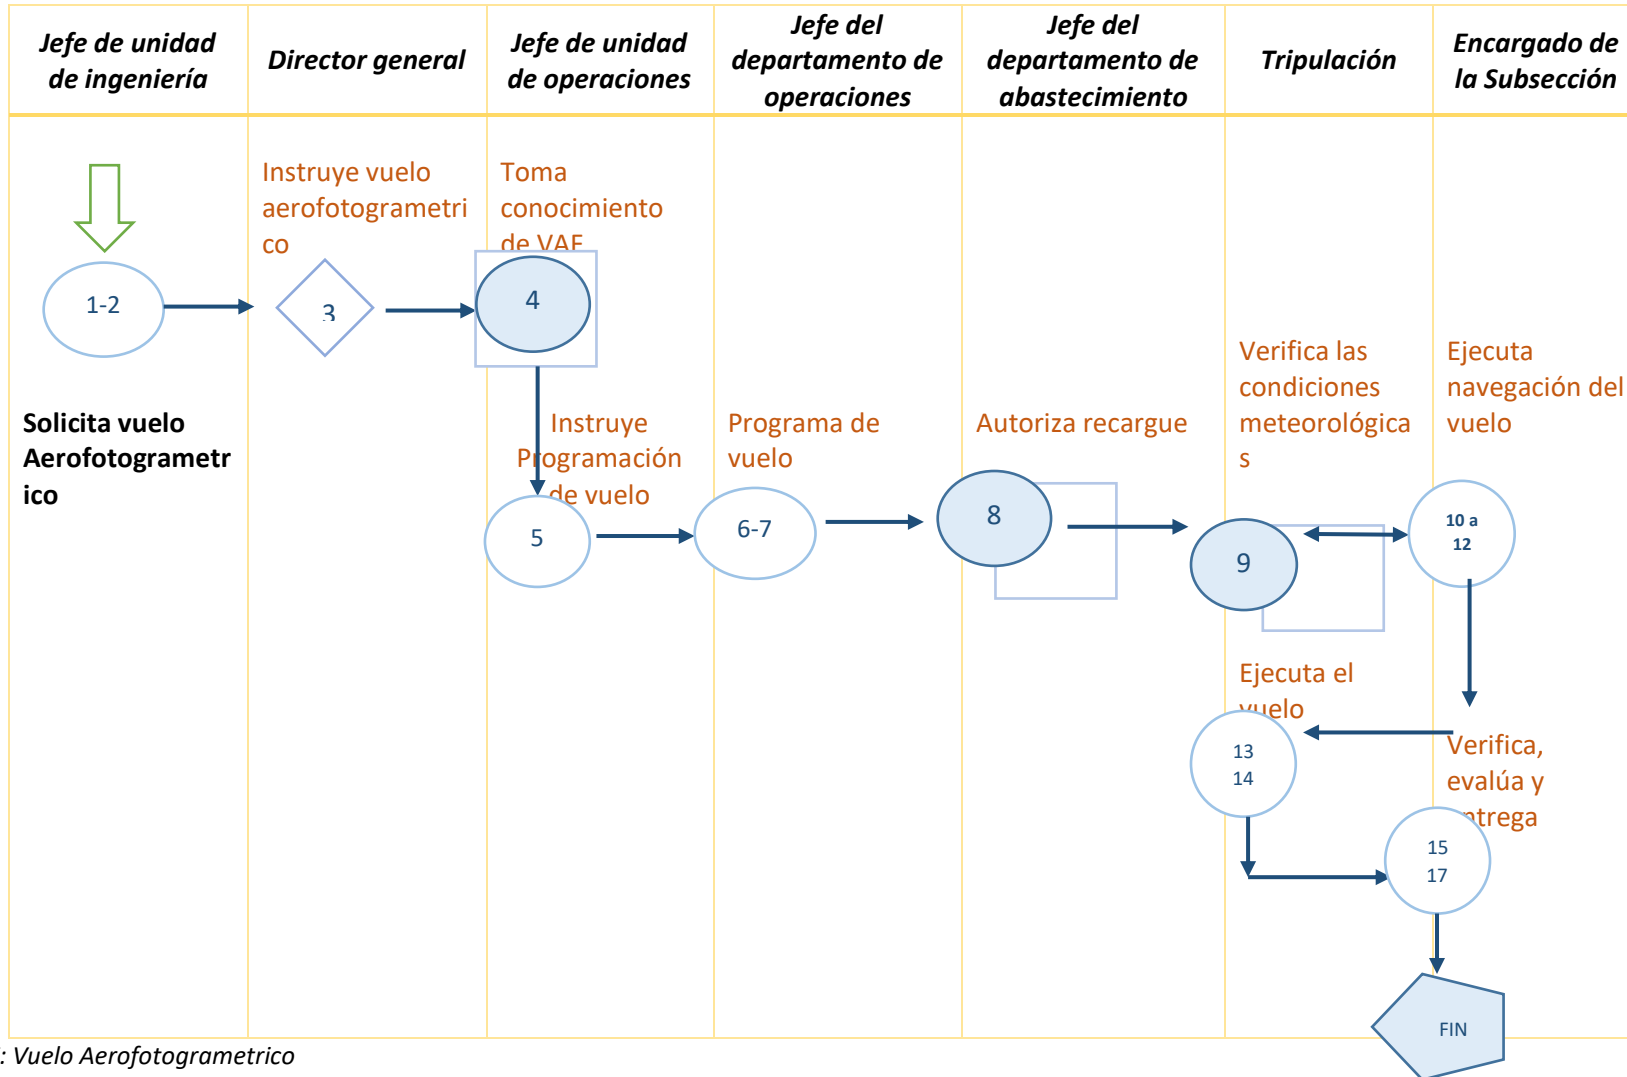 Jefe de unidad
de ingeniería
Director general
Jefe de unidad
de operaciones
Jefe del
departamento de
operaciones
Jefe del
departamento de
abastecimiento
Tripulación
Encargado de
la Subsección
Instruye vuelo
aerofotogrametri
co
Toma
conocimiento
de VAF
1-2
3
4
Solicita vuelo
Aerofotogrametr
ico
Instruye
Programación
de vuelo
Programa de
vuelo
Autoriza recargue
Verifica las
condiciones
meteorológica
s
Ejecuta
navegación del
vuelo
5
6-7
8
9
10 a
12
Ejecuta el
vuelo
13
14
Verifica,
evalúa y
entrega
15
17
FIN
: Vuelo Aerofotogrametrico